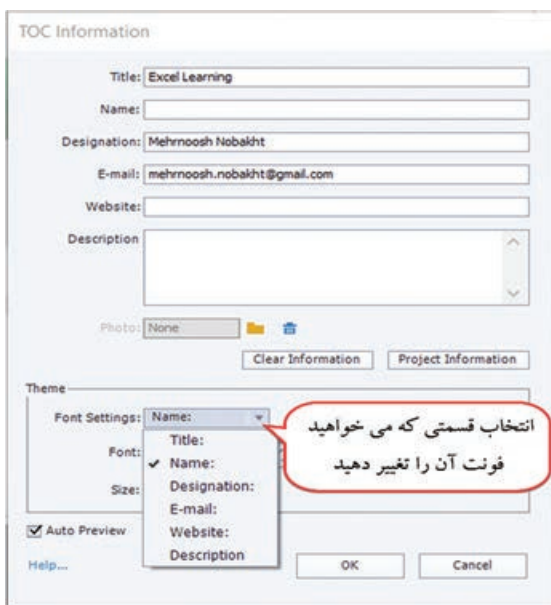 TOC Information
Title: Excel Learning
Name:
Designation: Mehrnoosh Nobakht
E-mail: mehrnoosh.nobakht@gmail.com
Website:
Description
Photo: None
Clear Information Project Information
Theme
Font Settings: Name:
انتخاب قسمتی که می خواهید
فونت آن را تغییر دهید
Font:
Size:
Title:
✓ Name:
Designation:
E-mail:
Website:
Description
Auto Preview
Help... OK Cancel